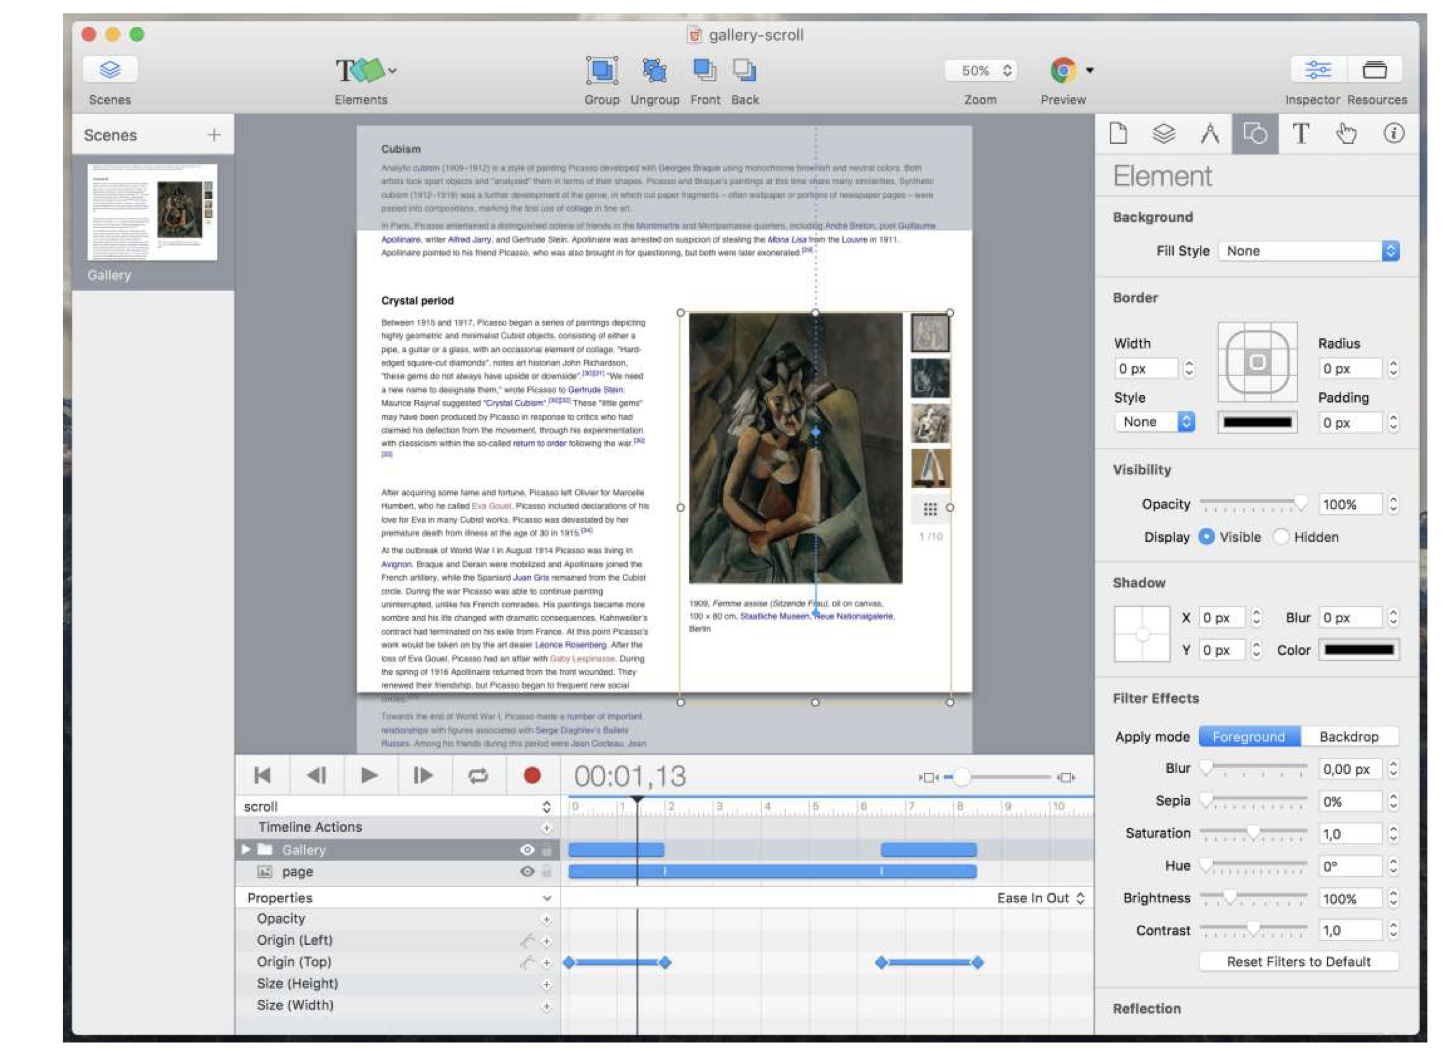 gallery-scroll
50%
Scenes
Elements
Group Ungroup Front Back
Zoom
Preview
Inspector Resources
Scenes
Gallery
Cubism
Analytic cubism (1909–1912) is a style of painting Picasso developed with Georges Braque using monochrome brownish and neutral colors. Both
artists took apart objects and "analyzed" them in terms of their shapes. Picasso and Braque's paintings at this time share many similarities. Synthetic
cubism (1912–1919) was a further development of the genre, in which cut paper fragments – often wallpaper or portions of newspaper pages – were
pasted into compositions, marking the first use of collage in fine art.
In Paris, Picasso entertained a distinguished coterie of friends in the Montmartre and Montparnasse quarters, including André Breton, poet Guillaume
Apollinaire, writer Alfred Jarry, and Gertrude Stein. Apollinaire was arrested on suspicion of stealing the Mona Lisa from the Louvre in 1911.
Apollinaire pointed to his friend Picasso, who was also brought in for questioning, but both were later exonerated.[29]
Crystal period
Between 1915 and 1917, Picasso began a series of paintings depicting
highly geometric and minimalist Cubist objects, consisting of either a
pipe, a guitar or a glass, with an occasional element of collage. "Hard-
edged square-cut diamonds", notes art historian John Richardson,
"these gems do not always have upside or downside".[30][31] "We need
a new name to designate them," wrote Picasso to Gertrude Stein:
Maurice Raynal suggested "Crystal Cubism".[30][32] These "little gems"
may have been produced by Picasso in response to critics who had
claimed his defection from the movement, through his experimentation
with classicism within the so-called return to order following the war.[30]
[33]
After acquiring some fame and fortune, Picasso left Olivier for Marcelle
Humbert, who he called Eva Gouel. Picasso included declarations of his
love for Eva in many Cubist works. Picasso was devastated by her
premature death from illness at the age of 30 in 1915.[34]
At the outbreak of World War I in August 1914 Picasso was living in
Avignon. Braque and Derain were mobilized and Apollinaire joined the
French artillery, while the Spaniard Juan Gris remained from the Cubist
circle. During the war Picasso was able to continue painting
uninterrupted, unlike his French comrades. His paintings became more
sombre and his life changed with dramatic consequences. Kahnweiler's
contract had terminated on his exile from France. At this point Picasso's
work would be taken on by the art dealer Léonce Rosenberg. After the
loss of Eva Gouel, Picasso had an affair with Gaby Lespinasse. During
the spring of 1916 Apollinaire returned from the front wounded. They
renewed their friendship, but Picasso began to frequent new social
circles.
Towards the end of World War I, Picasso made a number of important
relationships with figures associated with Serge Diaghilev's Ballets
Russes. Among his friends during this period were Jean Cocteau, Jean
1 /10
1909, Femme assise (Sitzende Frau), oil on canvas,
100 × 80 cm, Staatliche Museen, Neue Nationalgalerie,
Berlin
00:01,13
scroll
0 1 2 3 4 5 6 7 8 9 10
Timeline Actions
Gallery
page
Properties
Ease In Out
Opacity
Origin (Left)
Origin (Top)
Size (Height)
Size (Width)
Element
Background
Fill Style None
Border
Width
Radius
0 px
0 px
Style
Padding
None
0 px
Visibility
Opacity 100%
Display Visible Hidden
Shadow
X 0 px Blur 0 px
Y 0 px Color
Filter Effects
Apply mode Foreground Backdrop
Blur 0,00 px
Sepia 0%
Saturation 1,0
Hue 0°
Brightness 100%
Contrast 1,0
Reset Filters to Default
Reflection